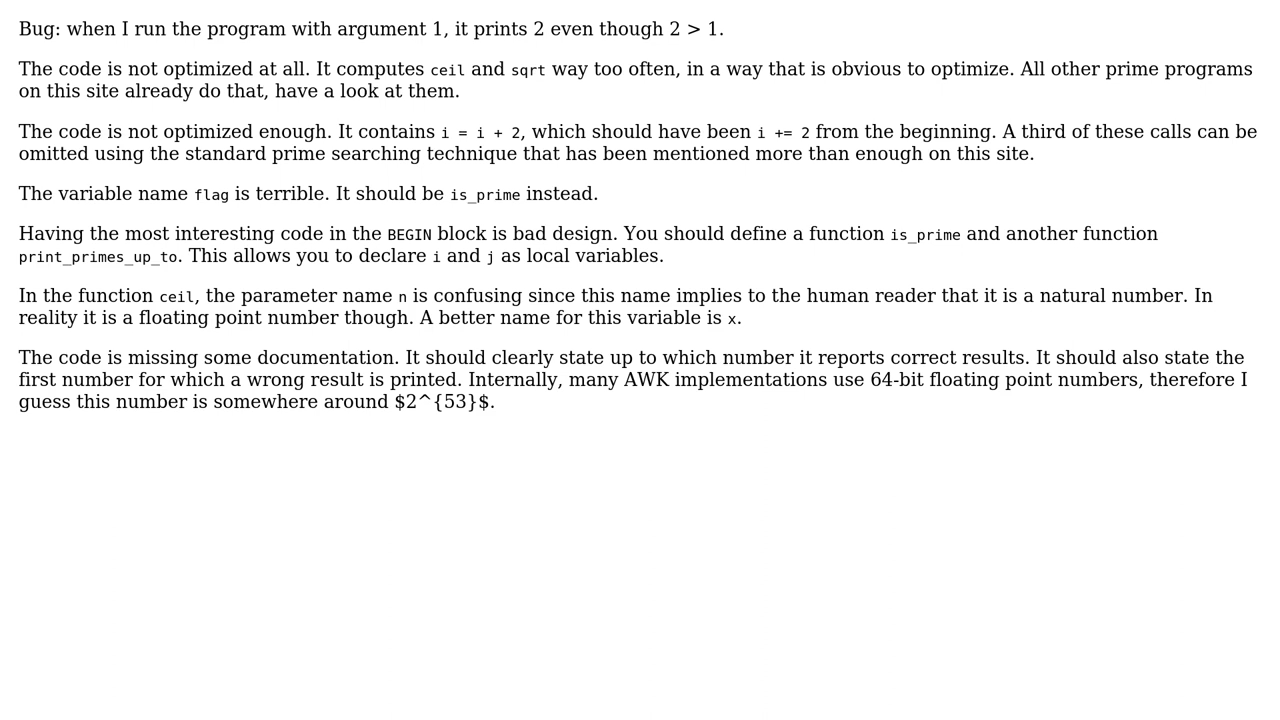 Bug: when I run the program with argument 1, it prints 2 even though 2 > 1.
The code is not optimized at all. It computes ceil and sqrt way too often, in a way that is obvious to optimize. All other prime programs
on this site already do that, have a look at them.
The code is not optimized enough. It contains i = i + 2, which should have been i += 2 from the beginning. A third of these calls can be
omitted using the standard prime searching technique that has been mentioned more than enough on this site.
The variable name flag is terrible. It should be is_prime instead.
Having the most interesting code in the BEGIN block is bad design. You should define a function is_prime and another function
print_primes_up_to. This allows you to declare i and j as local variables.
In the function ceil, the parameter name n is confusing since this name implies to the human reader that it is a natural number. In
reality it is a floating point number though. A better name for this variable is x.
The code is missing some documentation. It should clearly state up to which number it reports correct results. It should also state the
first number for which a wrong result is printed. Internally, many AWK implementations use 64-bit floating point numbers, therefore I
guess this number is somewhere around $2^{53}$.